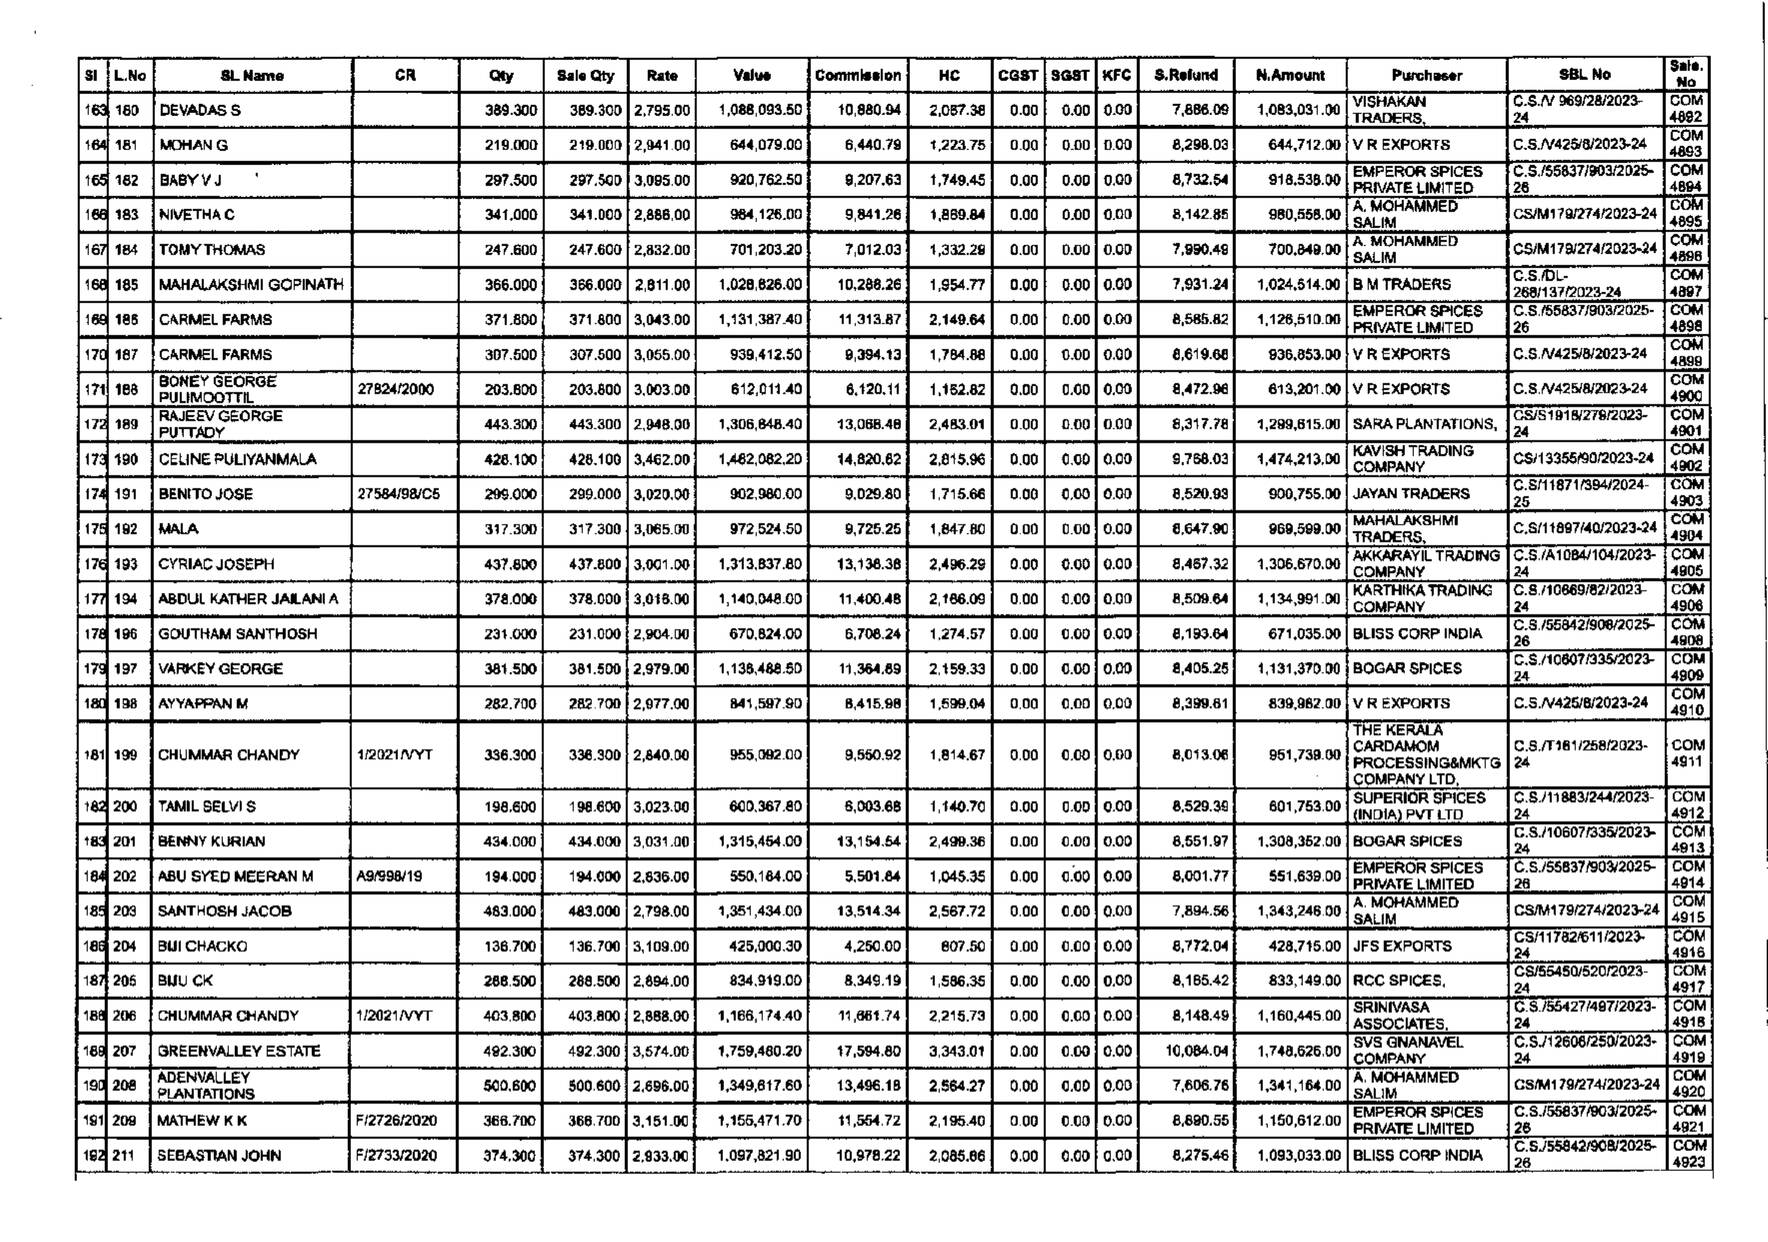 Sl L.No SL Name CR Qty Sale Qty Rate Value Commission HC CGST SGST KFC S.Refund N.Amount Purchaser SBL No Sale. No
163 180 DEVADAS S 389.300 389.300 2,795.00 1,088,093.50 10,880.94 2,067.38 0.00 0.00 0.00 7,886.09 1,083,031.00 VISHAKAN TRADERS, C.S./V 969/28/2023-24 COM 4892
164 181 MOHAN G 219.000 219.000 2,941.00 644,079.00 6,440.79 1,223.75 0.00 0.00 0.00 8,298.03 644,712.00 V R EXPORTS C.S./V425/8/2023-24 COM 4893
165 182 BABY V J 297.500 297.500 3,095.00 920,762.50 9,207.63 1,749.45 0.00 0.00 0.00 8,732.54 918,538.00 EMPEROR SPICES PRIVATE LIMITED C.S./55837/903/2025-26 COM 4894
166 183 NIVETHA C 341.000 341.000 2,886.00 984,126.00 9,841.26 1,869.84 0.00 0.00 0.00 8,142.85 980,558.00 A. MOHAMMED SALIM CS/M179/274/2023-24 COM 4895
167 184 TOMY THOMAS 247.600 247.600 2,832.00 701,203.20 7,012.03 1,332.29 0.00 0.00 0.00 7,990.49 700,849.00 A. MOHAMMED SALIM CS/M179/274/2023-24 COM 4896
168 185 MAHALAKSHMI GOPINATH 366.000 366.000 2,811.00 1,028,826.00 10,288.26 1,954.77 0.00 0.00 0.00 7,931.24 1,024,514.00 B M TRADERS C.S./DL-268/137/2023-24 COM 4897
169 186 CARMEL FARMS 371.800 371.800 3,043.00 1,131,387.40 11,313.87 2,149.64 0.00 0.00 0.00 8,585.82 1,126,510.00 EMPEROR SPICES PRIVATE LIMITED C.S./55837/903/2025-26 COM 4898
170 187 CARMEL FARMS 307.500 307.500 3,055.00 939,412.50 9,394.13 1,784.88 0.00 0.00 0.00 8,619.68 936,853.00 V R EXPORTS C.S./V425/8/2023-24 COM 4899
171 188 BONEY GEORGE PULIMOOTTIL 27824/2000 203.800 203.800 3,003.00 612,011.40 6,120.11 1,162.82 0.00 0.00 0.00 8,472.96 613,201.00 V R EXPORTS C.S./V425/8/2023-24 COM 4900
172 189 RAJEEV GEORGE PUTTADY 443.300 443.300 2,948.00 1,306,848.40 13,068.48 2,483.01 0.00 0.00 0.00 8,317.78 1,299,615.00 SARA PLANTATIONS, CS/S1918/279/2023-24 COM 4901
173 190 CELINE PULIYANMALA 428.100 428.100 3,462.00 1,482,082.20 14,820.82 2,815.96 0.00 0.00 0.00 9,768.03 1,474,213.00 KAVISH TRADING COMPANY CS/13355/90/2023-24 COM 4902
174 191 BENITO JOSE 27584/98/C5 299.000 299.000 3,020.00 902,980.00 9,029.80 1,715.66 0.00 0.00 0.00 8,520.93 900,755.00 JAYAN TRADERS C.S/11871/394/2024-25 COM 4903
175 192 MALA 317.300 317.300 3,065.00 972,524.50 9,725.25 1,847.80 0.00 0.00 0.00 8,647.90 969,599.00 MAHALAKSHMI TRADERS, C.S/11897/40/2023-24 COM 4904
176 193 CYRIAC JOSEPH 437.800 437.800 3,001.00 1,313,837.80 13,138.38 2,496.29 0.00 0.00 0.00 8,467.32 1,306,670.00 AKKARAYIL TRADING COMPANY C.S./A1084/104/2023-24 COM 4905
177 194 ABDUL KATHER JAILANI A 378.000 378.000 3,016.00 1,140,048.00 11,400.48 2,166.09 0.00 0.00 0.00 8,509.64 1,134,991.00 KARTHIKA TRADING COMPANY C.S./10669/82/2023-24 COM 4906
178 196 GOUTHAM SANTHOSH 231.000 231.000 2,904.00 670,824.00 6,708.24 1,274.57 0.00 0.00 0.00 8,193.64 671,035.00 BLISS CORP INDIA C.S./55842/908/2025-26 COM 4908
179 197 VARKEY GEORGE 381.500 381.500 2,979.00 1,136,488.50 11,364.89 2,159.33 0.00 0.00 0.00 8,405.25 1,131,370.00 BOGAR SPICES C.S./10607/335/2023-24 COM 4909
180 198 AYYAPPAN M 282.700 282.700 2,977.00 841,597.90 8,415.98 1,599.04 0.00 0.00 0.00 8,399.61 839,982.00 V R EXPORTS C.S./V425/8/2023-24 COM 4910
181 199 CHUMMAR CHANDY 1/2021/VYT 336.300 336.300 2,840.00 955,092.00 9,550.92 1,814.67 0.00 0.00 0.00 8,013.06 951,739.00 THE KERALA CARDAMOM PROCESSING&MKTG COMPANY LTD, C.S./T161/258/2023-24 COM 4911
182 200 TAMIL SELVI S 198.600 198.600 3,023.00 600,367.80 6,003.68 1,140.70 0.00 0.00 0.00 8,529.39 601,753.00 SUPERIOR SPICES (INDIA) PVT LTD C.S./11883/244/2023-24 COM 4912
183 201 BENNY KURIAN 434.000 434.000 3,031.00 1,315,454.00 13,154.54 2,499.36 0.00 0.00 0.00 8,551.97 1,308,352.00 BOGAR SPICES C.S./10607/335/2023-24 COM 4913
184 202 ABU SYED MEERAN M A9/998/19 194.000 194.000 2,836.00 550,184.00 5,501.84 1,045.35 0.00 0.00 0.00 8,001.77 551,639.00 EMPEROR SPICES PRIVATE LIMITED C.S./55837/903/2025-26 COM 4914
185 203 SANTHOSH JACOB 483.000 483.000 2,798.00 1,351,434.00 13,514.34 2,567.72 0.00 0.00 0.00 7,894.56 1,343,246.00 A. MOHAMMED SALIM CS/M179/274/2023-24 COM 4915
186 204 BIJI CHACKO 136.700 136.700 3,109.00 425,000.30 4,250.00 807.50 0.00 0.00 0.00 8,772.04 428,715.00 JFS EXPORTS CS/11782/611/2023-24 COM 4916
187 205 BIJU CK 288.500 288.500 2,894.00 834,919.00 8,349.19 1,586.35 0.00 0.00 0.00 8,165.42 833,149.00 RCC SPICES, CS/55450/520/2023-24 COM 4917
188 206 CHUMMAR CHANDY 1/2021/VYT 403.800 403.800 2,888.00 1,166,174.40 11,661.74 2,215.73 0.00 0.00 0.00 8,148.49 1,160,445.00 SRINIVASA ASSOCIATES, C.S./55427/497/2023-24 COM 4918
189 207 GREENVALLEY ESTATE 492.300 492.300 3,574.00 1,759,480.20 17,594.80 3,343.01 0.00 0.00 0.00 10,084.04 1,748,626.00 SVS GNANAVEL COMPANY C.S./12606/250/2023-24 COM 4919
190 208 ADENVALLEY PLANTATIONS 500.600 500.600 2,696.00 1,349,617.60 13,496.18 2,564.27 0.00 0.00 0.00 7,606.76 1,341,164.00 A. MOHAMMED SALIM CS/M179/274/2023-24 COM 4920
191 209 MATHEW K K F/2726/2020 366.700 366.700 3,151.00 1,155,471.70 11,554.72 2,195.40 0.00 0.00 0.00 8,890.55 1,150,612.00 EMPEROR SPICES PRIVATE LIMITED C.S./55837/903/2025-26 COM 4921
192 211 SEBASTIAN JOHN F/2733/2020 374.300 374.300 2,933.00 1,097,821.90 10,978.22 2,085.86 0.00 0.00 0.00 8,275.46 1,093,033.00 BLISS CORP INDIA C.S./55842/908/2025-26 COM 4923